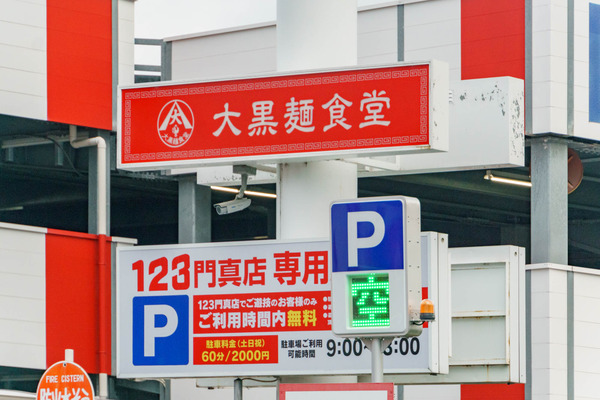 大黒麺食堂
P
空
123門真店 専用
P
123門真店でご遊技のお客様のみ
ご利用時間内無料
駐車料金(土日祝)
60分/2000円
駐車場ご利用
可能時間
9:00
3:00
FIRE CISTERN